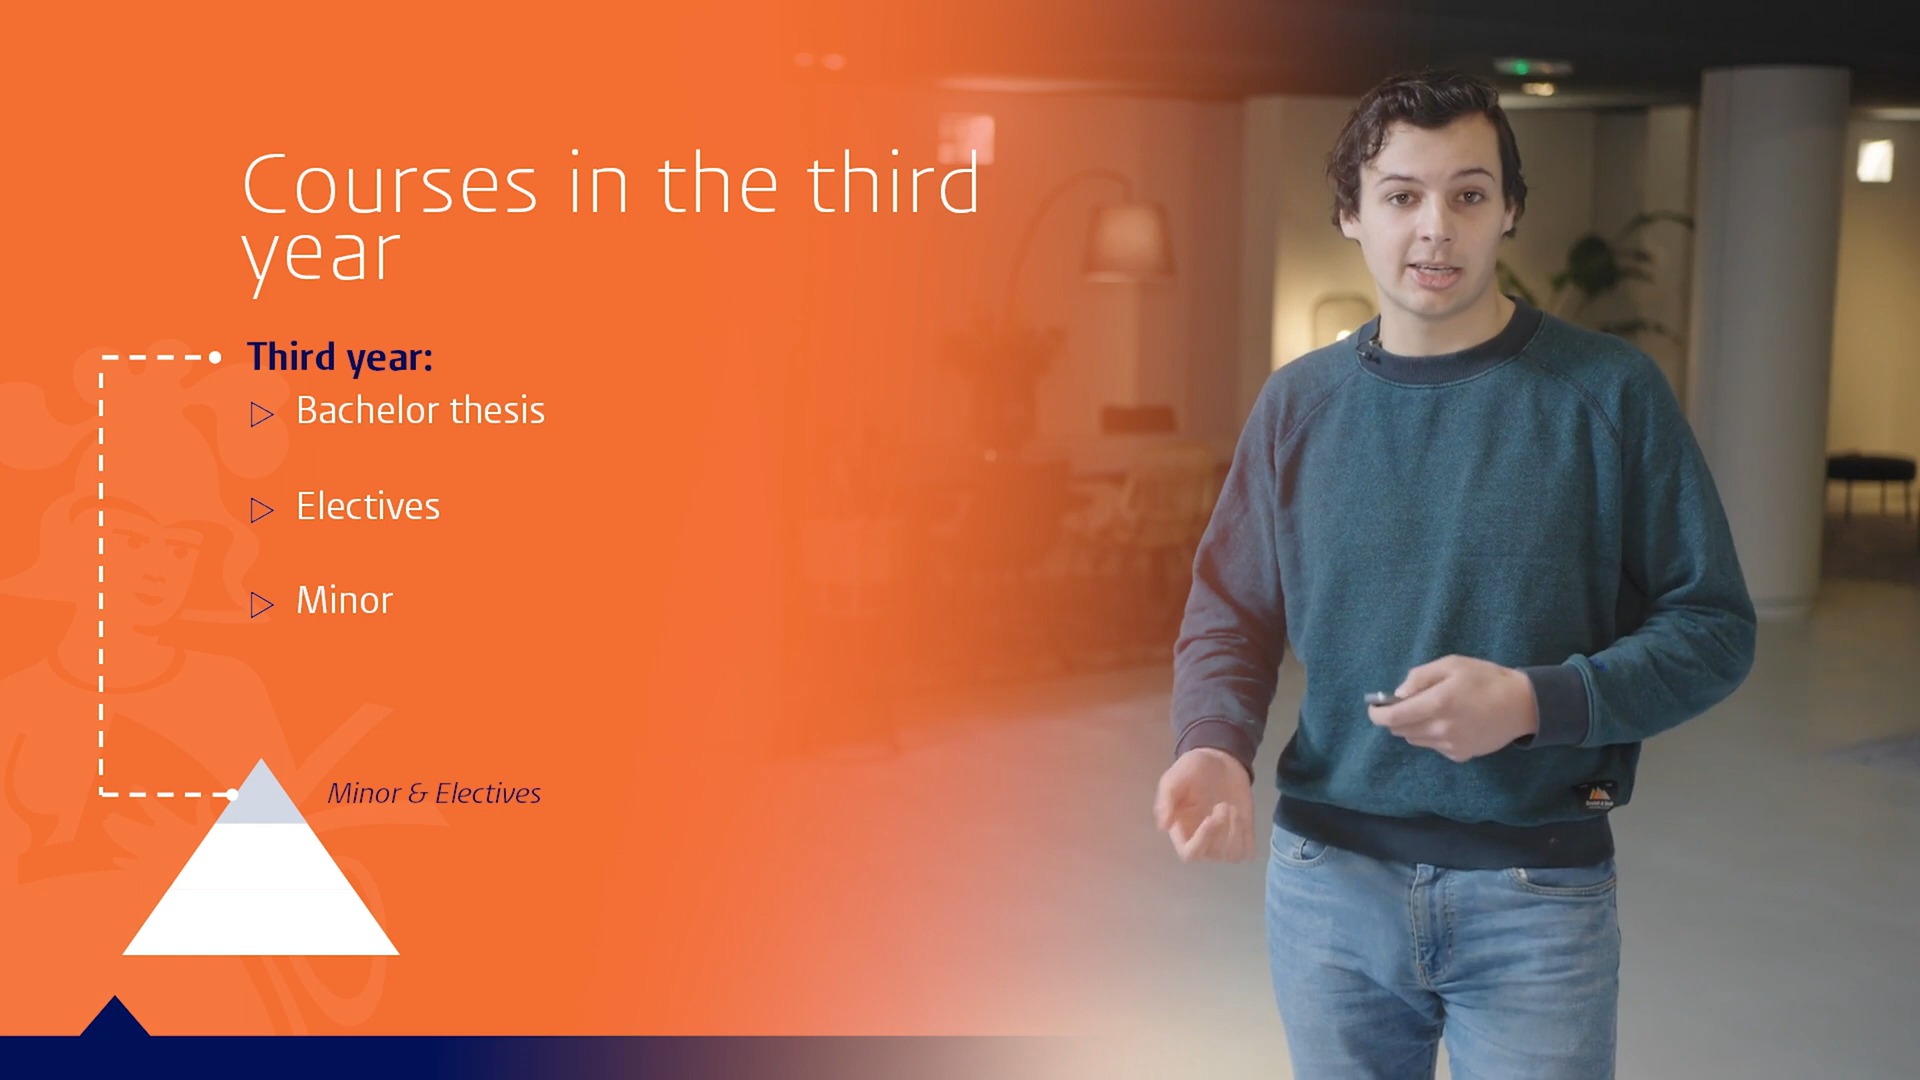 Courses in the third
year
Third year:
Bachelor thesis
Electives
Minor
Minor & Electives